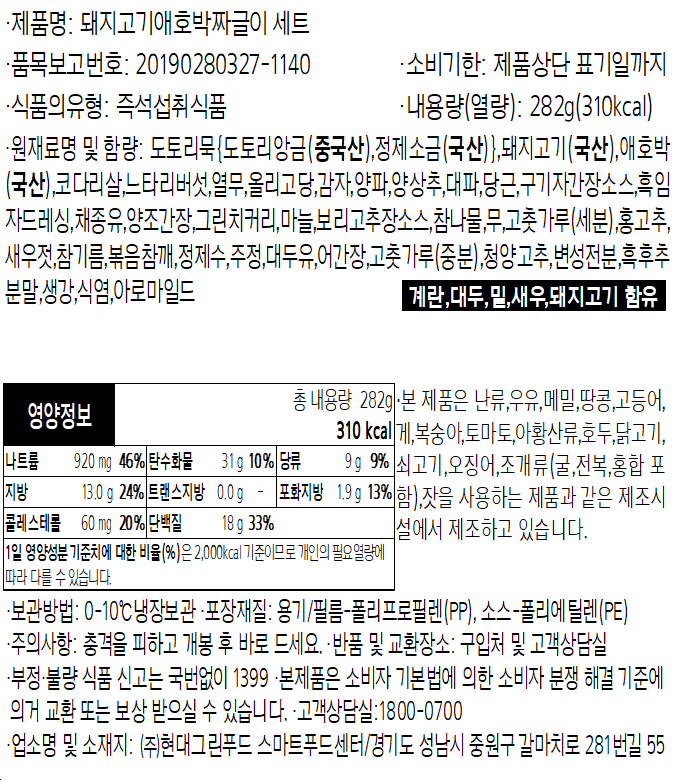 ·제품명: 돼지고기애호박짜글이 세트
·품목보고번호: 20190280327-1140 ·소비기한: 제품상단 표기일까지
·식품의유형: 즉석섭취식품 ·내용량(열량): 282g(310kcal)
·원재료명 및 함량: 도토리묵{도토리앙금(중국산),정제소금(국산)},돼지고기(국산),애호박
(국산),코다리살,느타리버섯,열무,올리고당,감자,양파,양상추,대파,당근,구기자간장소스,흑임
자드레싱,채종유,양조간장,그린치커리,마늘,보리고추장소스,참나물,무,고춧가루(세분),홍고추,
새우젓,참기름,볶음참깨,정제수,주정,대두유,어간장,고춧가루(중분),청양고추,변성전분,흑후추
분말,생강,식염,아로마일드
계란,대두,밀,새우,돼지고기 함유
영양정보
총 내용량 282g
310 kcal
나트륨 920 mg 46% 탄수화물 31 g 10% 당류 9 g 9%
지방 13.0 g 24% 트랜스지방 0.0 g - 포화지방 1.9 g 13%
콜레스테롤 60 mg 20% 단백질 18 g 33%
1일 영양성분 기준치에 대한 비율(%)은 2,000kcal 기준이므로 개인의 필요열량에
따라 다를 수 있습니다.
·본 제품은 난류,우유,메밀,땅콩,고등어,
게,복숭아,토마토,아황산류,호두,닭고기,
쇠고기,오징어,조개류(굴,전복,홍합 포
함),잣을 사용하는 제품과 같은 제조시
설에서 제조하고 있습니다.
·보관방법: 0-10℃냉장보관 ·포장재질: 용기/필름-폴리프로필렌(PP), 소스-폴리에틸렌(PE)
·주의사항: 충격을 피하고 개봉 후 바로 드세요. ·반품 및 교환장소: 구입처 및 고객상담실
·부정·불량 식품 신고는 국번없이 1399 ·본제품은 소비자 기본법에 의한 소비자 분쟁 해결 기준에
의거 교환 또는 보상 받으실 수 있습니다. ·고객상담실:1800-0700
·업소명 및 소재지: (주)현대그린푸드 스마트푸드센터/경기도 성남시 중원구 갈마치로 281번길 55